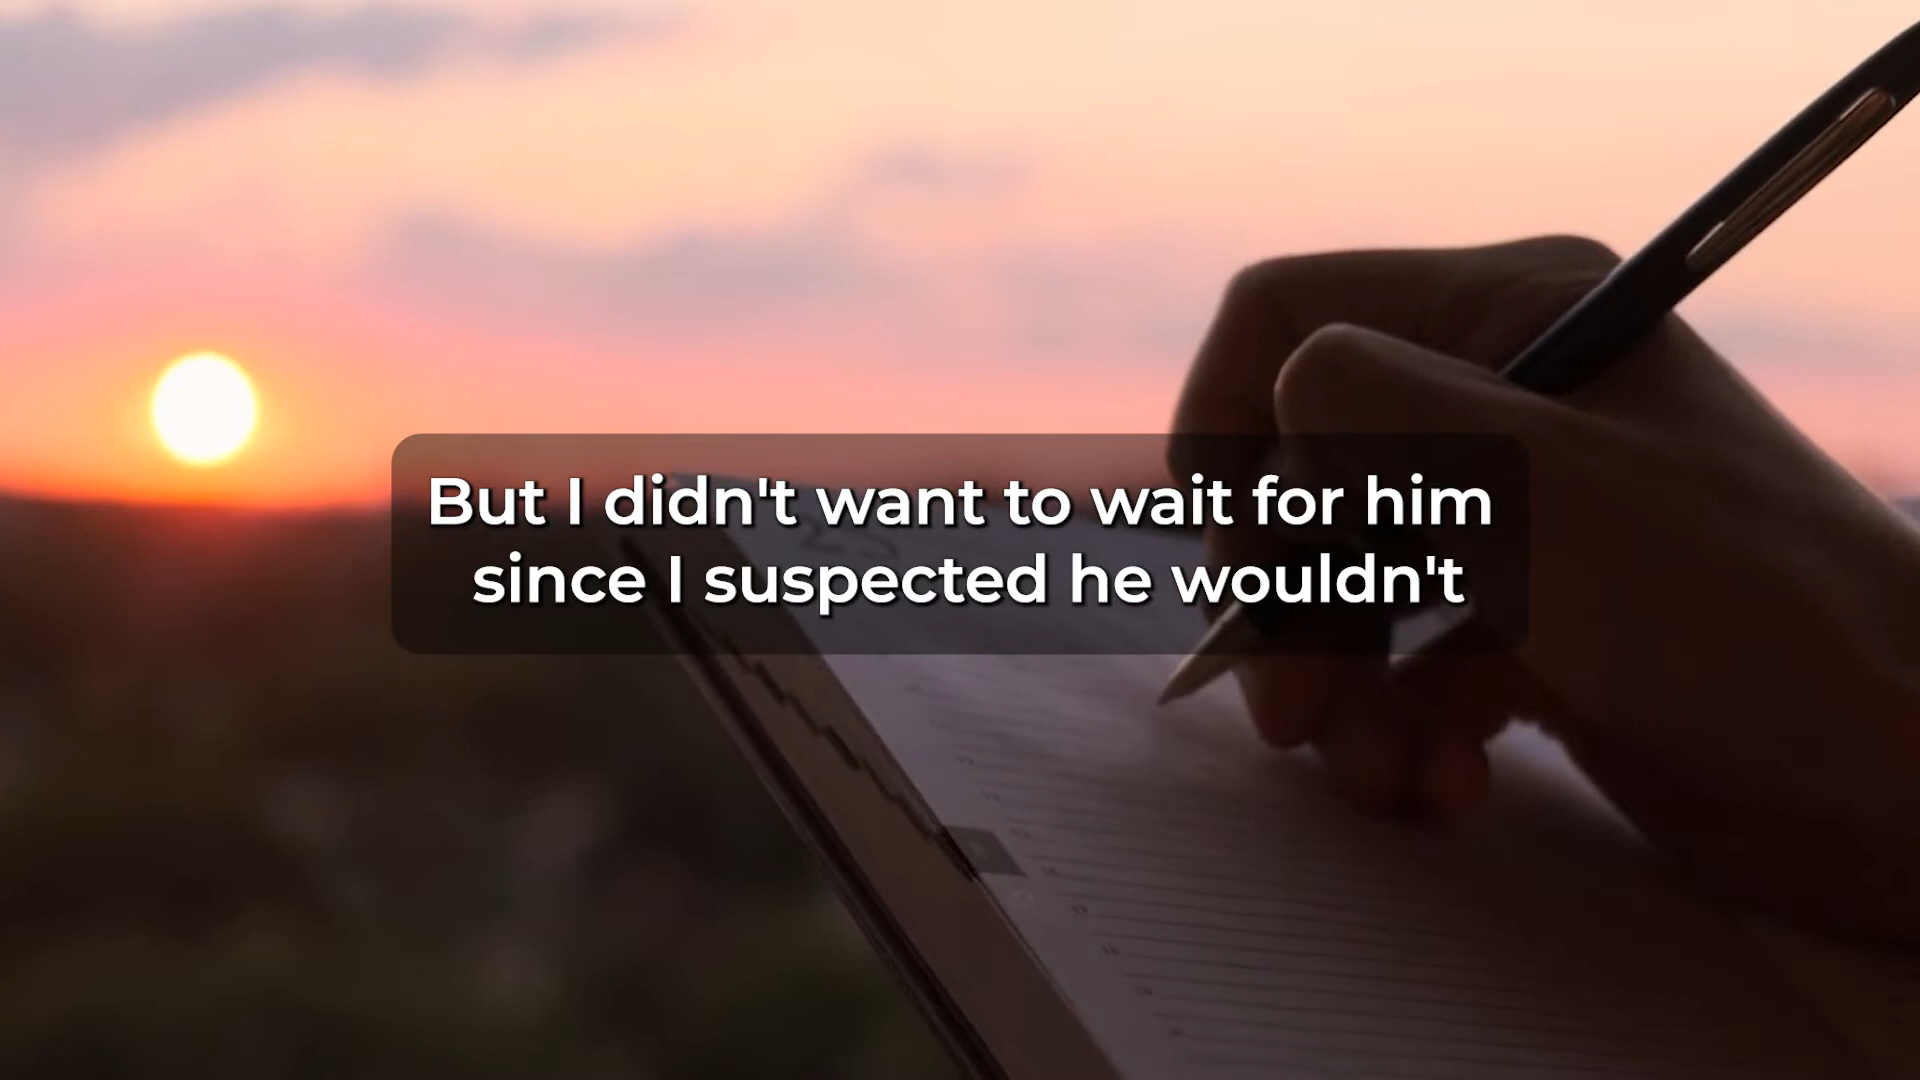 But I didn't want to wait for him
since I suspected he wouldn't